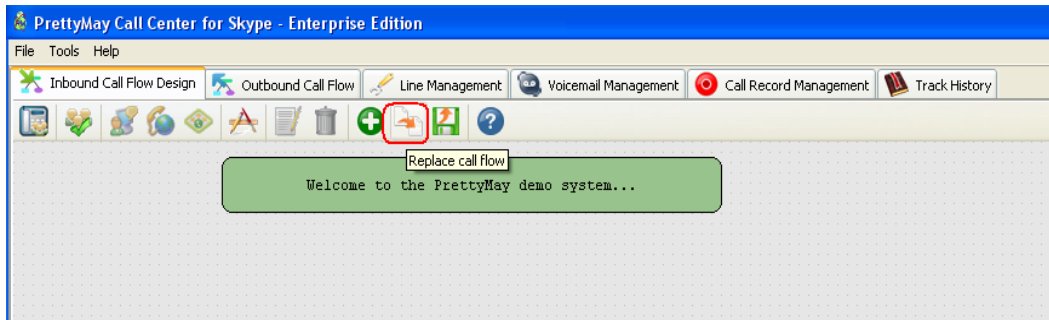 PrettyMay Call Center for Skype - Enterprise Edition
File Tools Help
Inbound Call Flow Design Outbound Call Flow Line Management Voicemail Management Call Record Management Track History
Replace call flow
Welcome to the PrettyMay demo system...